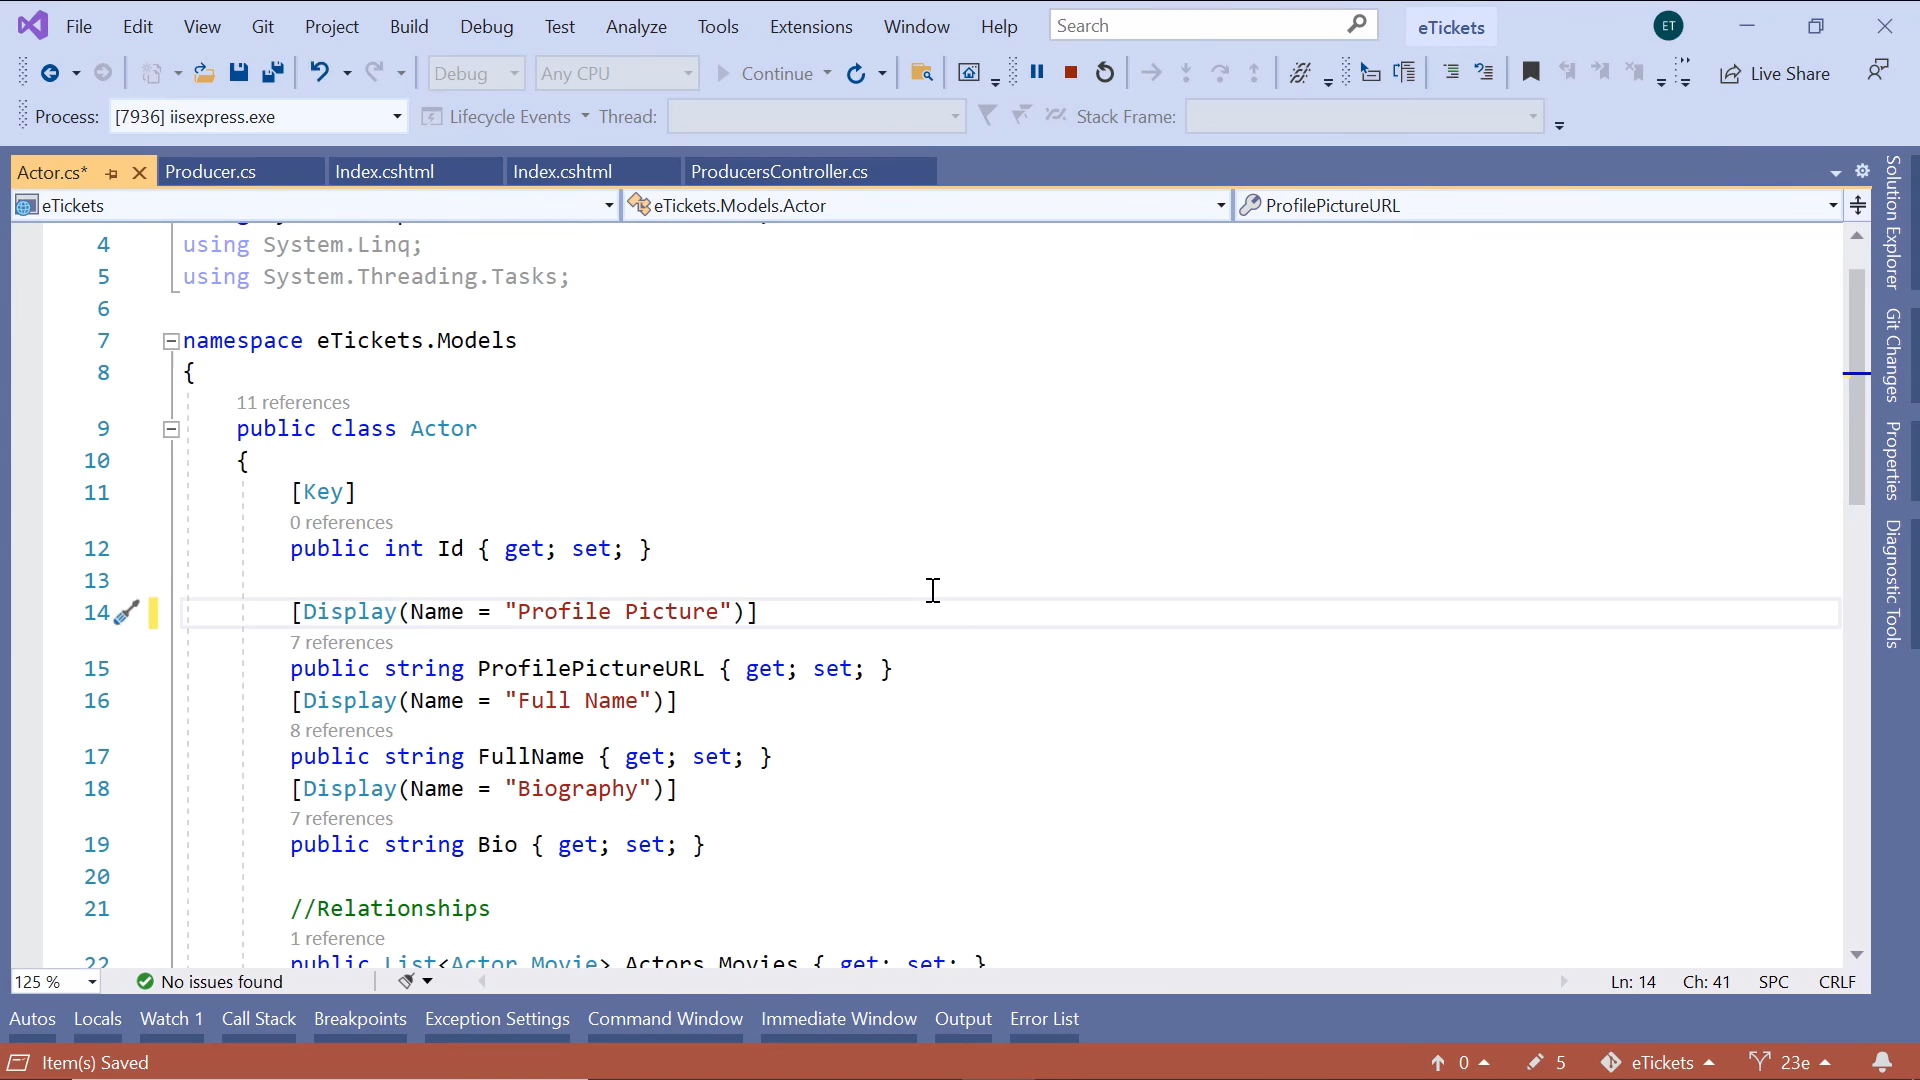 File Edit View Git Project Build Debug Test Analyze Tools Extensions Window Help Search eTickets ET
Debug Any CPU Continue Live Share
Process: [7936] iisexpress.exe Lifecycle Events Thread: Stack Frame:
Actor.cs* Producer.cs Index.cshtml Index.cshtml ProducersController.cs
eTickets eTickets.Models.Actor ProfilePictureURL
4 using System.Linq;
5 using System.Threading.Tasks;
6
7 namespace eTickets.Models
8 {
11 references
9 public class Actor
10 {
11 [Key]
0 references
12 public int Id { get; set; }
13
14 [Display(Name = "Profile Picture")]
7 references
15 public string ProfilePictureURL { get; set; }
16 [Display(Name = "Full Name")]
8 references
17 public string FullName { get; set; }
18 [Display(Name = "Biography")]
7 references
19 public string Bio { get; set; }
20
21 //Relationships
1 reference
22 public List<Actor_Movie> Actors_Movies { get; set; }
Solution Explorer
Git Changes
Properties
Diagnostic Tools
125 % No issues found Ln: 14 Ch: 41 SPC CRLF
Autos Locals Watch 1 Call Stack Breakpoints Exception Settings Command Window Immediate Window Output Error List
Item(s) Saved 0 5 eTickets 23e